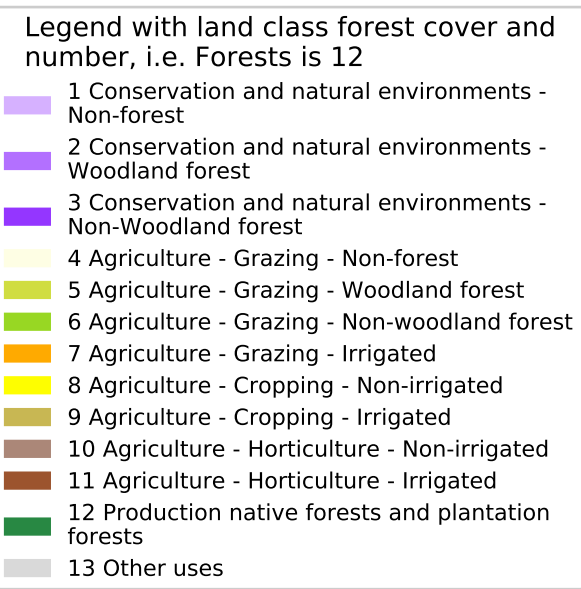 Legend with land class forest cover and
number, i.e. Forests is 12
1 Conservation and natural environments -
Non-forest
2 Conservation and natural environments -
Woodland forest
3 Conservation and natural environments -
Non-Woodland forest
4 Agriculture - Grazing - Non-forest
5 Agriculture - Grazing - Woodland forest
6 Agriculture - Grazing - Non-woodland forest
7 Agriculture - Grazing - Irrigated
8 Agriculture - Cropping - Non-irrigated
9 Agriculture - Cropping - Irrigated
10 Agriculture - Horticulture - Non-irrigated
11 Agriculture - Horticulture - Irrigated
12 Production native forests and plantation
forests
13 Other uses